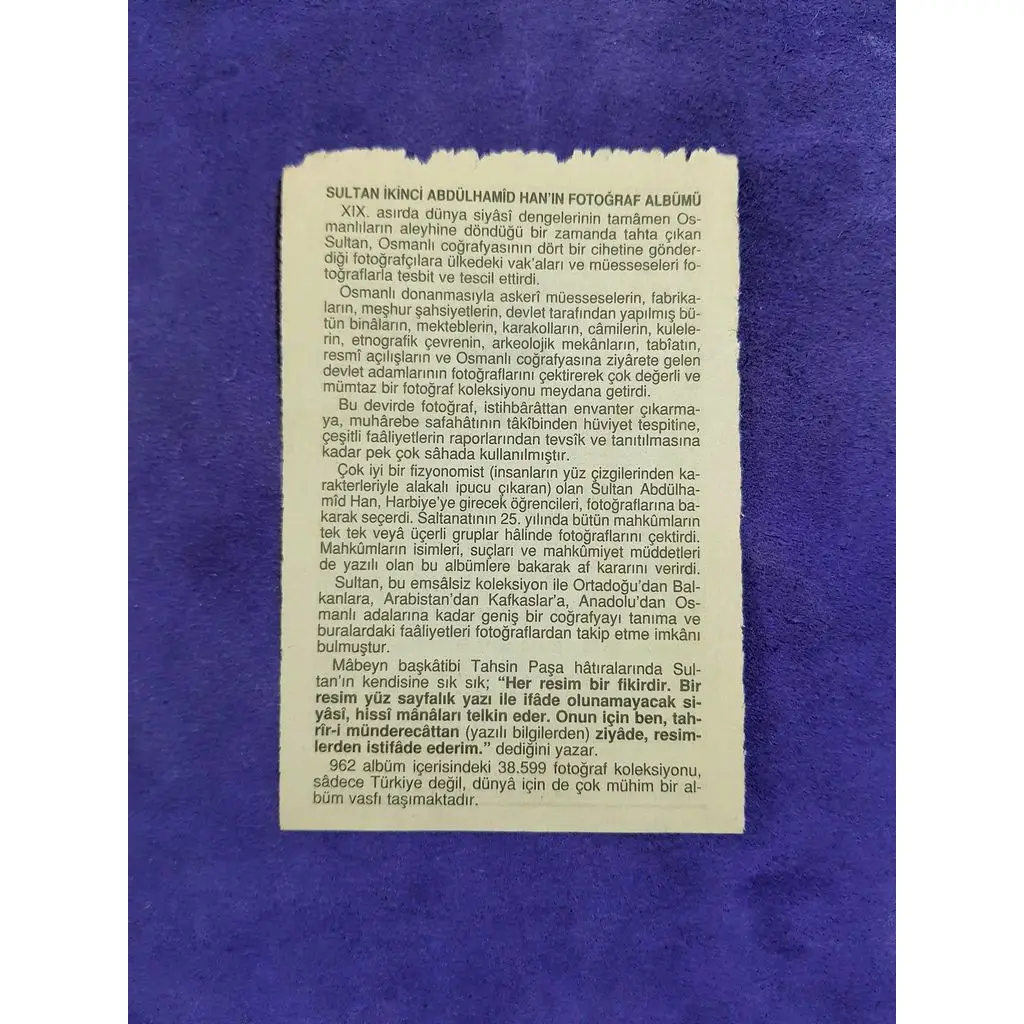 SULTAN İKİNCİ ABDÜLHAMÎD HAN'IN FOTOĞRAF ALBÜMÜ
XIX. asırda dünya siyâsî dengelerinin tamâmen Os-
manlıların aleyhine döndüğü bir zamanda tahta çıkan
Sultan, Osmanlı coğrafyasının dört bir cihetine gönder-
diği fotoğrafçılara ülkedeki vak'aları ve müesseseleri fo-
toğraflarla tesbit ve tescil ettirdi.
Osmanlı donanmasıyla askerî müesseselerin, fabrika-
ların, meşhur şahsiyetlerin, devlet tarafından yapılmış bü-
tün binâların, mekteblerin, karakolların, câmilerin, kulele-
rin, etnografik çevrenin, arkeolojik mekânların, tabîatın,
resmî açılışların ve Osmanlı coğrafyasına ziyârete gelen
devlet adamlarının fotoğraflarını çektirerek çok değerli ve
mümtaz bir fotoğraf koleksiyonu meydana getirdi.
Bu devirde fotoğraf, istihbârâttan envanter çıkarma-
ya, muhârebe safahâtının tâkîbinden hüviyet tespitine,
çeşitli faâliyetlerin raporlarından tevsîk ve tanıtılmasına
kadar pek çok sâhada kullanılmıştır.
Çok iyi bir fizyonomist (insanların yüz çizgilerinden ka-
rakterleriyle alakalı ipucu çıkaran) olan Sultan Abdülha-
mîd Han, Harbiye'ye girecek öğrencileri, fotoğraflarına ba-
karak seçerdi. Saltanatının 25. yılında bütün mahkûmların
tek tek veyâ üçerli gruplar hâlinde fotoğraflarını çektirdi.
Mahkûmların isimleri, suçları ve mahkûmiyet müddetleri
de yazılı olan bu albümlere bakarak af kararını verirdi.
Sultan, bu emsâlsiz koleksiyon ile Ortadoğu'dan Bal-
kanlara, Arabistan'dan Kafkaslar'a, Anadolu'dan Os-
manlı adalarına kadar geniş bir coğrafyayı tanıma ve
buralardaki faâliyetleri fotoğraflardan takip etme imkânı
bulmuştur.
Mâbeyn başkâtibi Tahsin Paşa hâtıralarında Sul-
tan'ın kendisine sık sık; "Her resim bir fikirdir. Bir
resim yüz sayfalık yazı ile ifâde olunamayacak si-
yâsî, hissî mânâları telkin eder. Onun için ben, tah-
rîr-i münderecâttan (yazılı bilgilerden) ziyâde, resim-
lerden istifâde ederim." dediğini yazar.
962 albüm içerisindeki 38.599 fotoğraf koleksiyonu,
sâdece Türkiye değil, dünyâ için de çok mühim bir al-
büm vasfı taşımaktadır.